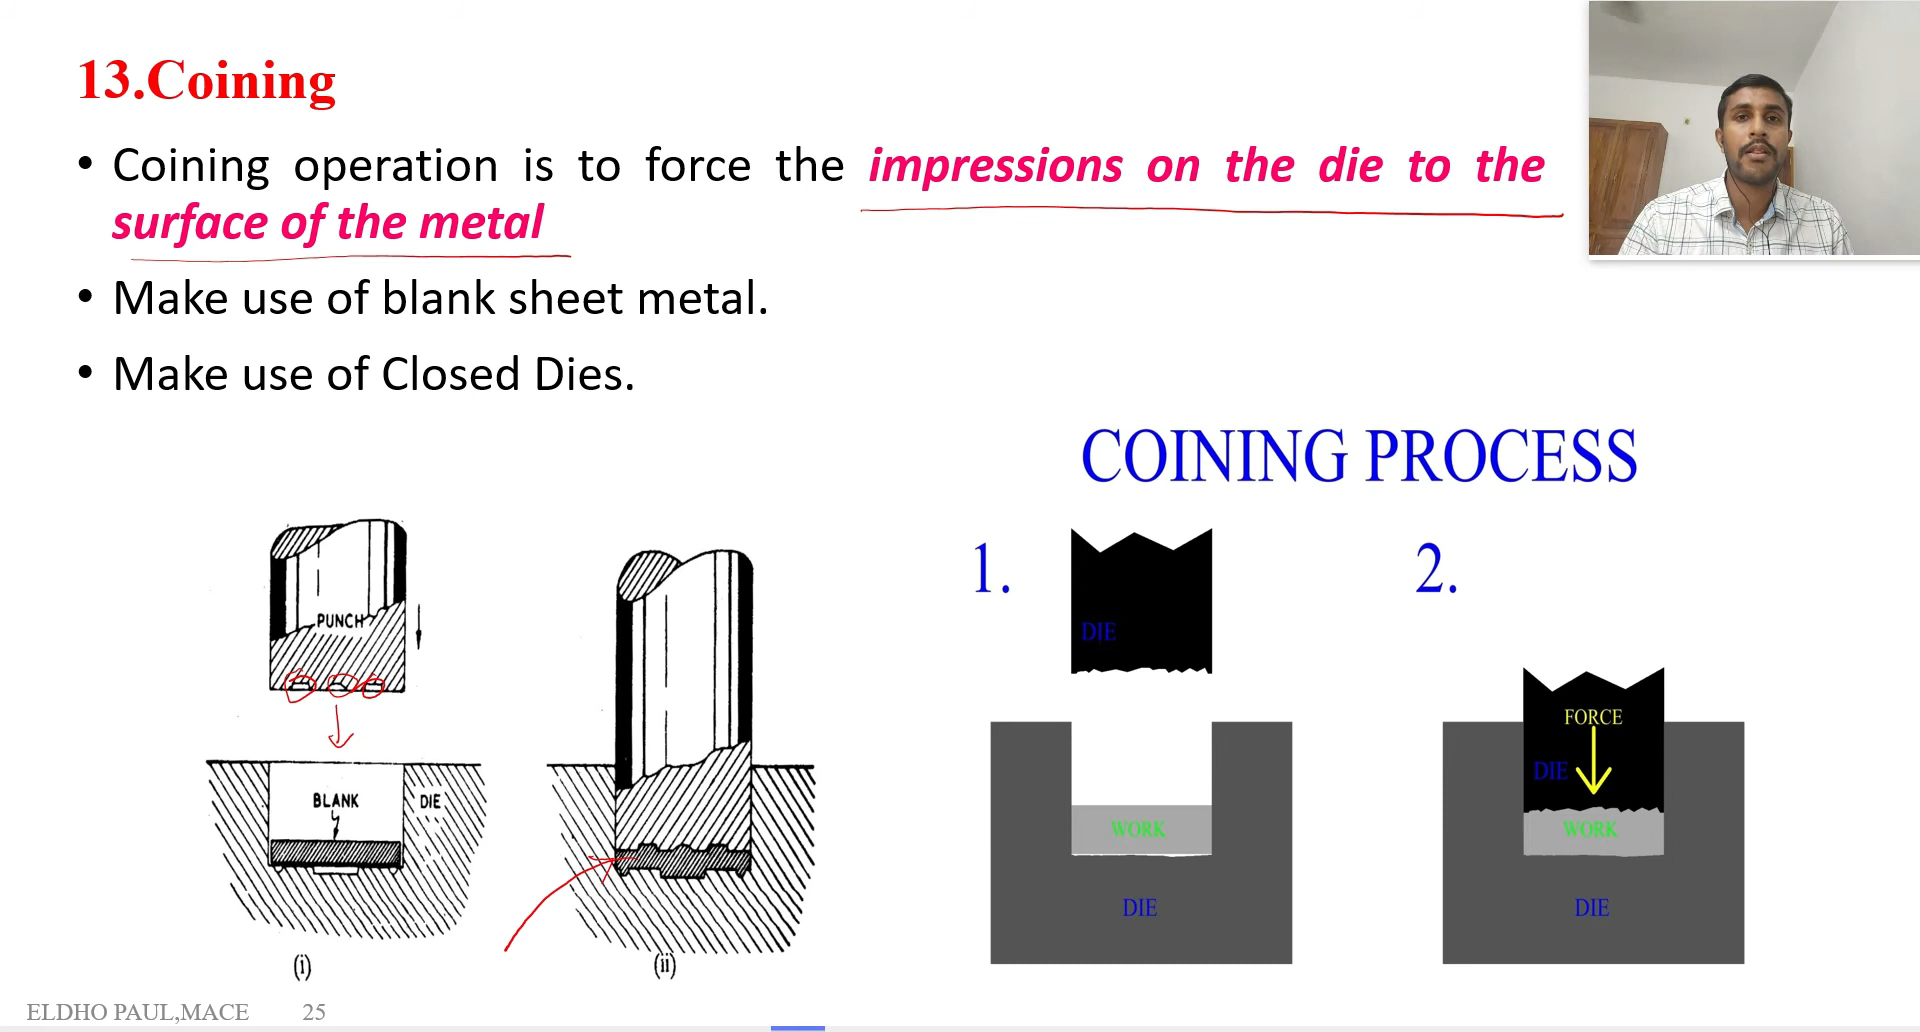 13.Coining
• Coining operation is to force the impressions on the die to the
surface of the metal
• Make use of blank sheet metal.
• Make use of Closed Dies.
COINING PROCESS
1.
2.
PUNCH
DIE
FORCE
DIE
BLANK
DIE
WORK
WORK
DIE
DIE
(i)
(ii)
ELDHO PAUL,MACE 25